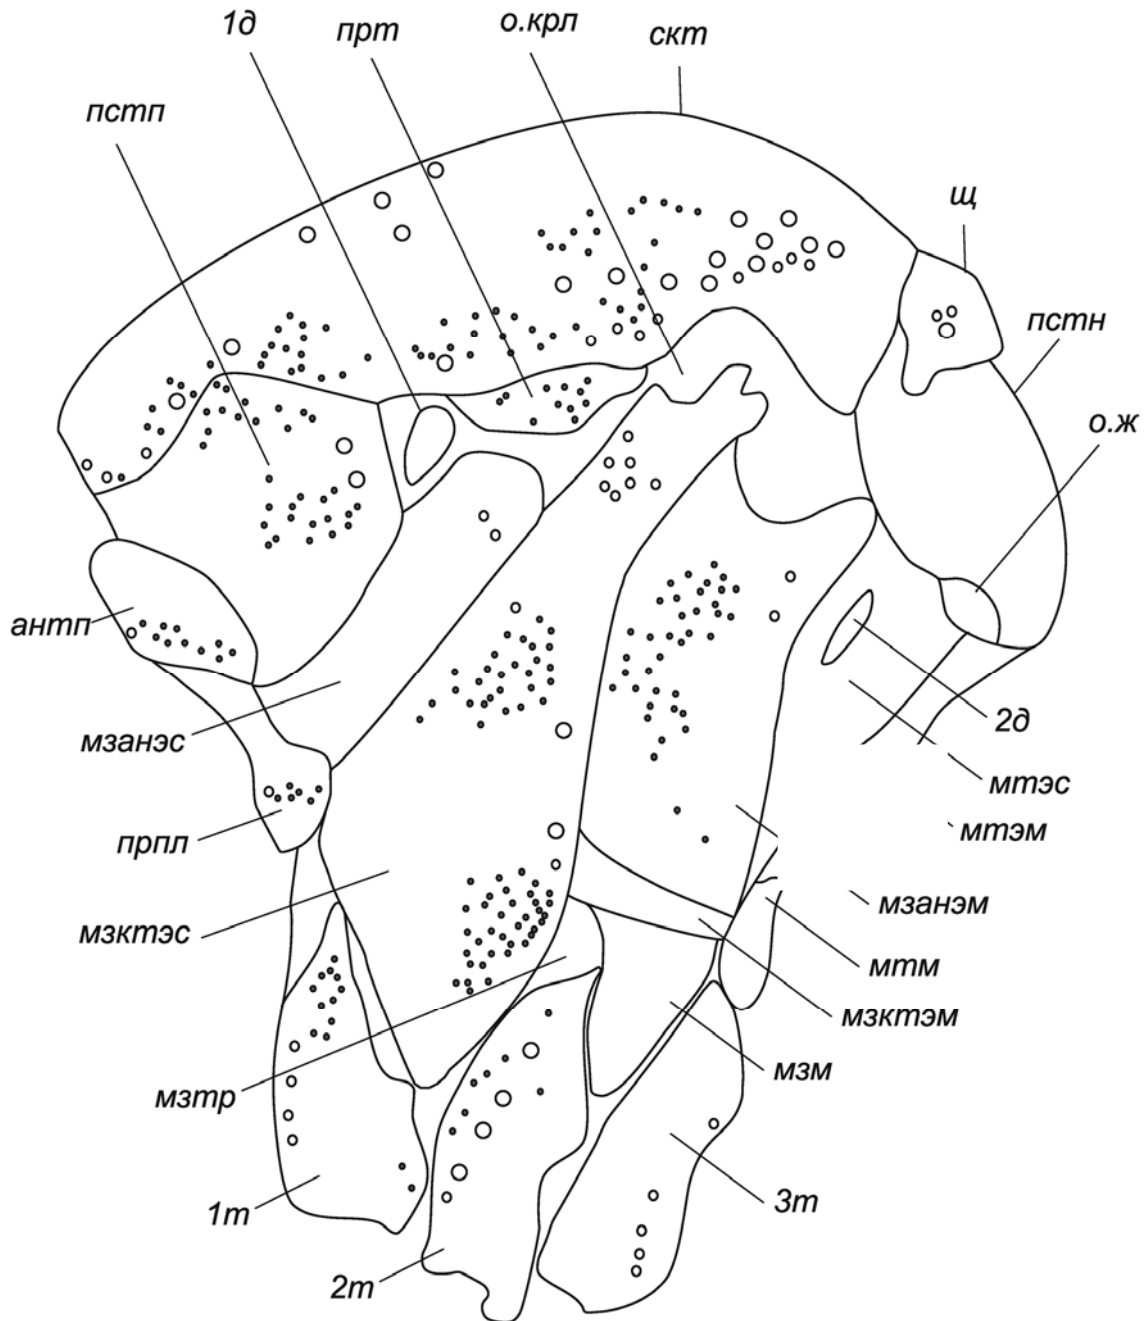 1д
прт
о.крл
скт
пстп
щ
пстн
о.ж
антп
мзанэс
2д
мтэс
прпл
мтэм
мзктэс
мзанэм
мтм
мзктэм
мзтр
мзм
1т
3т
2т